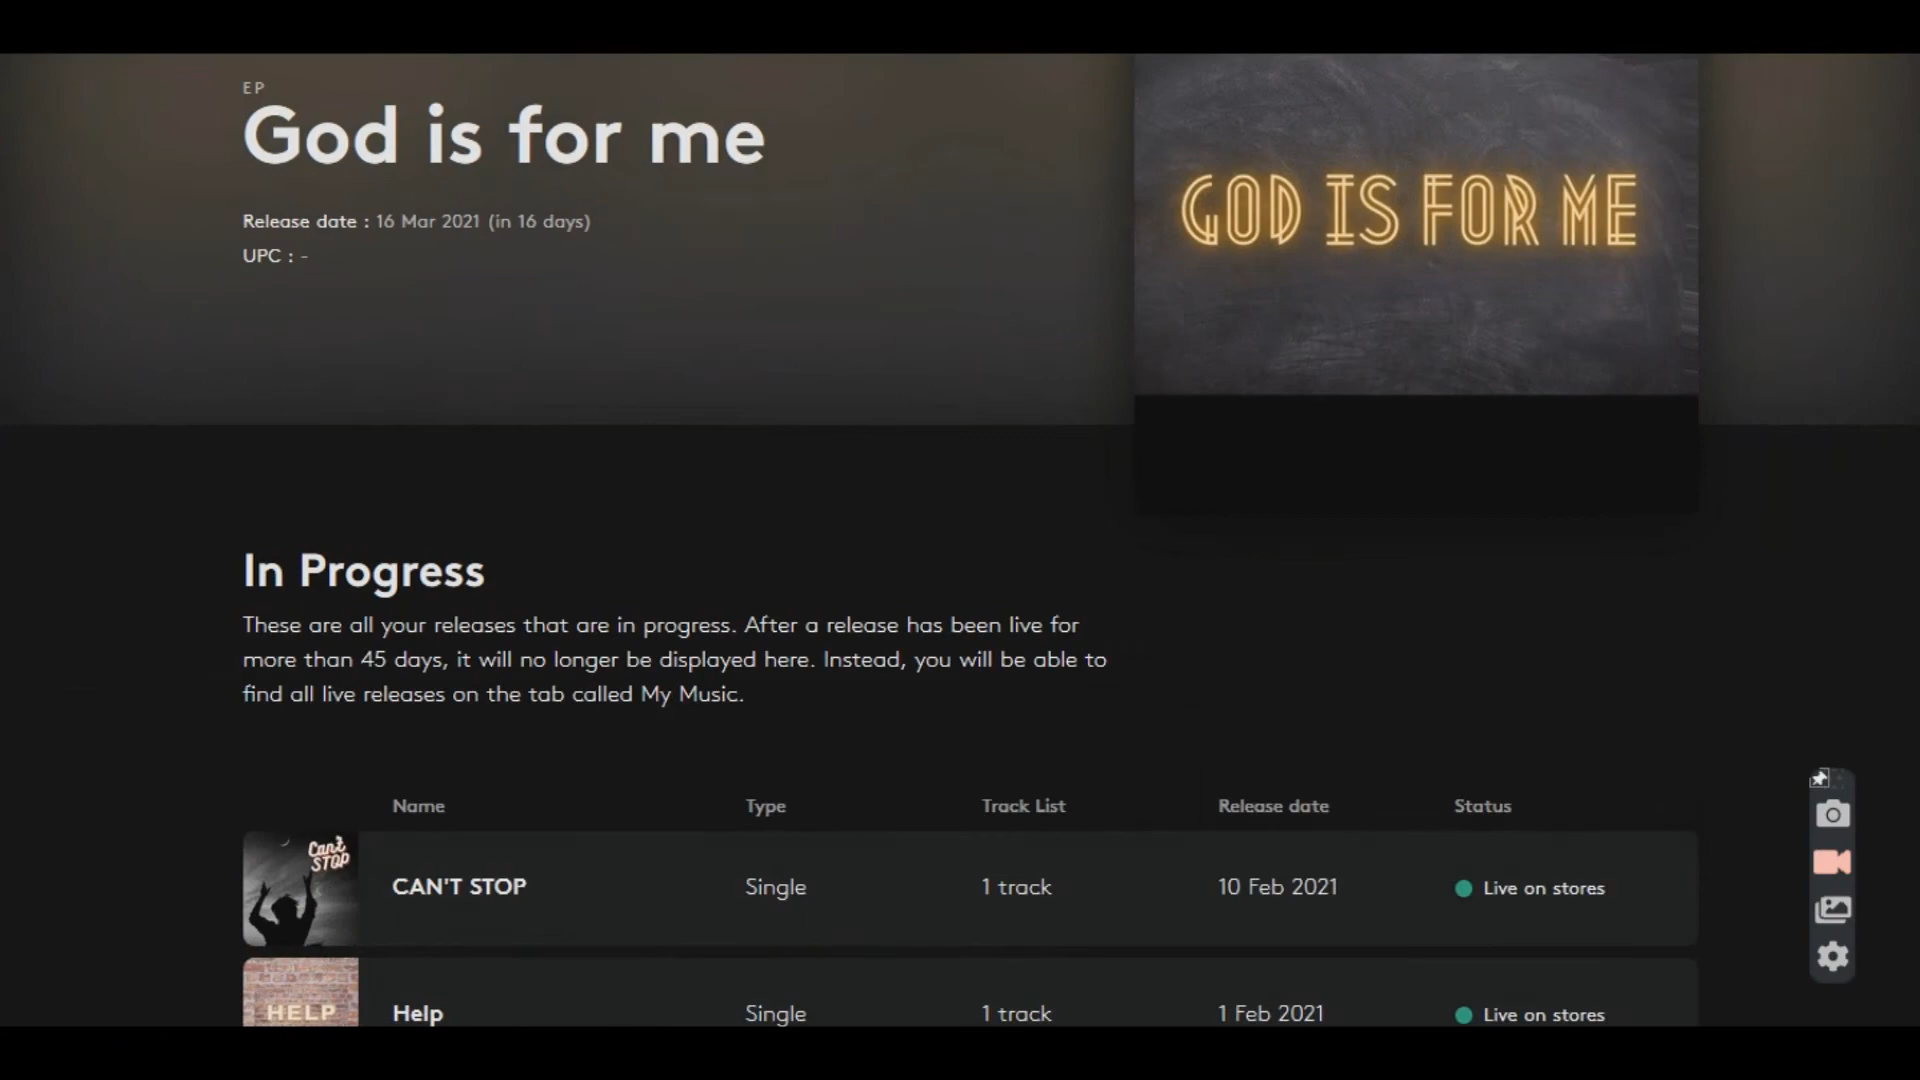 EP
God is for me
Release date : 16 Mar 2021 (in 16 days)
UPC : -
GOD IS FOR ME
In Progress
These are all your releases that are in progress. After a release has been live for
more than 45 days, it will no longer be displayed here. Instead, you will be able to
find all live releases on the tab called My Music.
Name Type Track List Release date Status
Can't
STOP
CAN'T STOP Single 1 track 10 Feb 2021 Live on stores
HELP
Help Single 1 track 1 Feb 2021 Live on stores